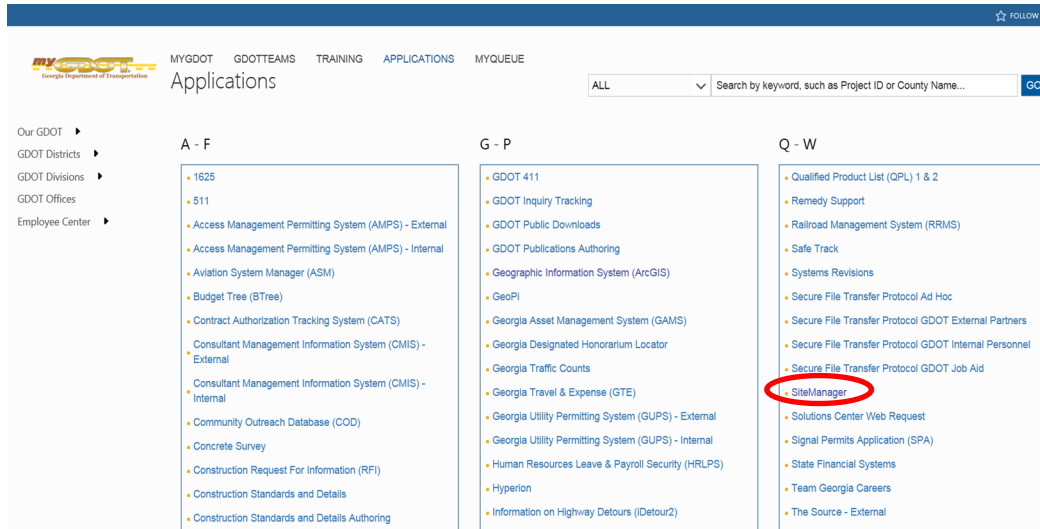 FOLLOW
myGDOT
Georgia Department of Transportation
MYGDOT GDOTTEAMS TRAINING APPLICATIONS MYQUEUE
Applications
ALL
Search by keyword, such as Project ID or County Name...
GO
Our GDOT
GDOT Districts
GDOT Divisions
GDOT Offices
Employee Center
A - F
1625
511
Access Management Permitting System (AMPS) - External
Access Management Permitting System (AMPS) - Internal
Aviation System Manager (ASM)
Budget Tree (BTree)
Contract Authorization Tracking System (CATS)
Consultant Management Information System (CMIS) -
External
Consultant Management Information System (CMIS) -
Internal
Community Outreach Database (COD)
Concrete Survey
Construction Request For Information (RFI)
Construction Standards and Details
Construction Standards and Details Authoring
G - P
GDOT 411
GDOT Inquiry Tracking
GDOT Public Downloads
GDOT Publications Authoring
Geographic Information System (ArcGIS)
GeoPi
Georgia Asset Management System (GAMS)
Georgia Designated Honorarium Locator
Georgia Traffic Counts
Georgia Travel & Expense (GTE)
Georgia Utility Permitting System (GUPS) - External
Georgia Utility Permitting System (GUPS) - Internal
Human Resources Leave & Payroll Security (HRLPS)
Hyperion
Information on Highway Detours (iDetour2)
Q - W
Qualified Product List (QPL) 1 & 2
Remedy Support
Railroad Management System (RRMS)
Safe Track
Systems Revisions
Secure File Transfer Protocol Ad Hoc
Secure File Transfer Protocol GDOT External Partners
Secure File Transfer Protocol GDOT Internal Personnel
Secure File Transfer Protocol GDOT Job Aid
SiteManager
Solutions Center Web Request
Signal Permits Application (SPA)
State Financial Systems
Team Georgia Careers
The Source - External